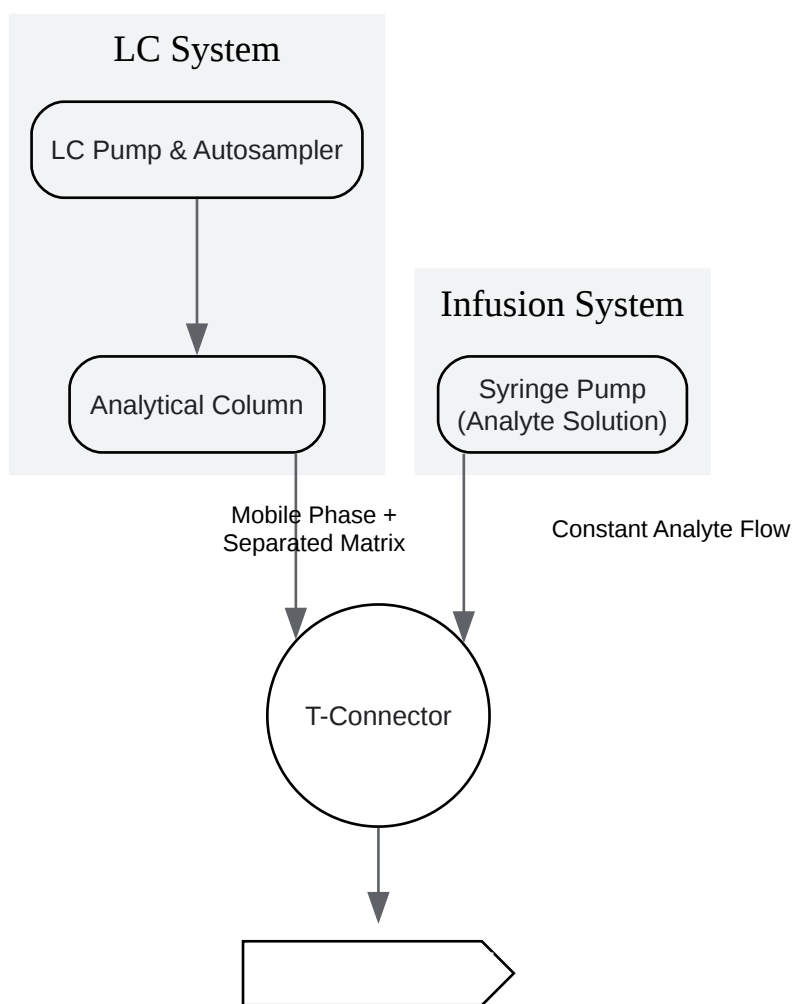 LC System
LC Pump & Autosampler
Infusion System
Analytical Column
Syringe Pump
(Analyte Solution)
Mobile Phase +
Separated Matrix
Constant Analyte Flow
T-Connector